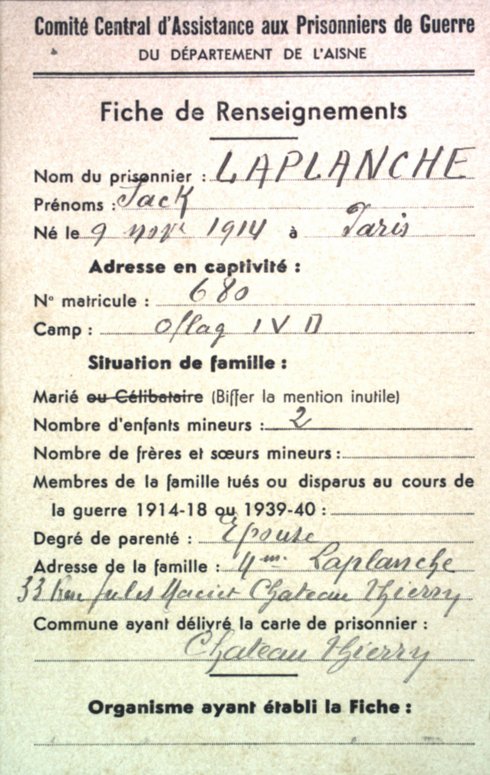 Comité Central d'Assistance aux Prisonniers de Guerre
DU DÉPARTEMENT DE L'AISNE
Fiche de Renseignements
Nom du prisonnier : LAPLANCHE
Prénoms : Jack
Né le 9 nov. 1914 à Paris
Adresse en captivité :
N° matricule : 680
Camp : Oflag IV D
Situation de famille :
Marié ou Célibataire (Biffer la mention inutile)
Nombre d'enfants mineurs : 2
Nombre de frères et sœurs mineurs :
Membres de la famille tués ou disparus au cours de
la guerre 1914-18 ou 1939-40 :
Degré de parenté : Epouse
Adresse de la famille : Mme Laplanche
33 Rue Jules Maciet Chateau Thierry
Commune ayant délivré la carte de prisonnier :
Chateau Thierry
Organisme ayant établi la Fiche :